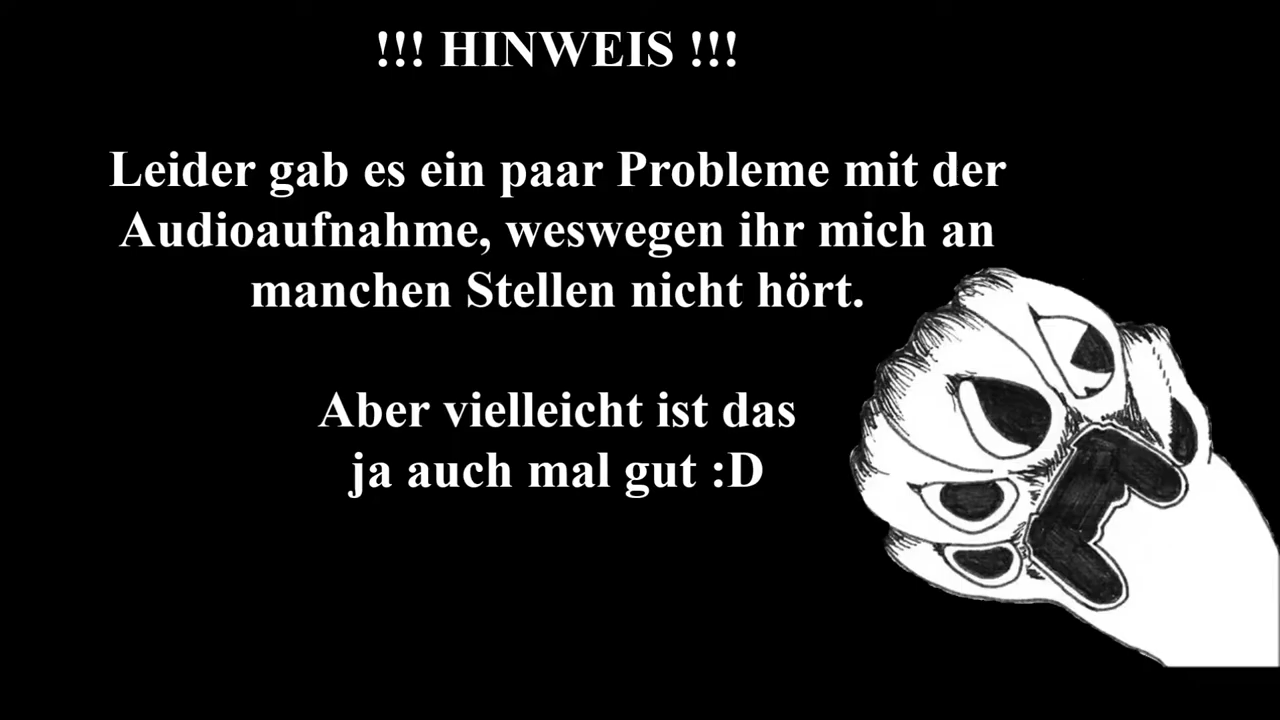 !!! HINWEIS !!!
Leider gab es ein paar Probleme mit der
Audioaufnahme, weswegen ihr mich an
manchen Stellen nicht hört.
Aber vielleicht ist das
ja auch mal gut :D